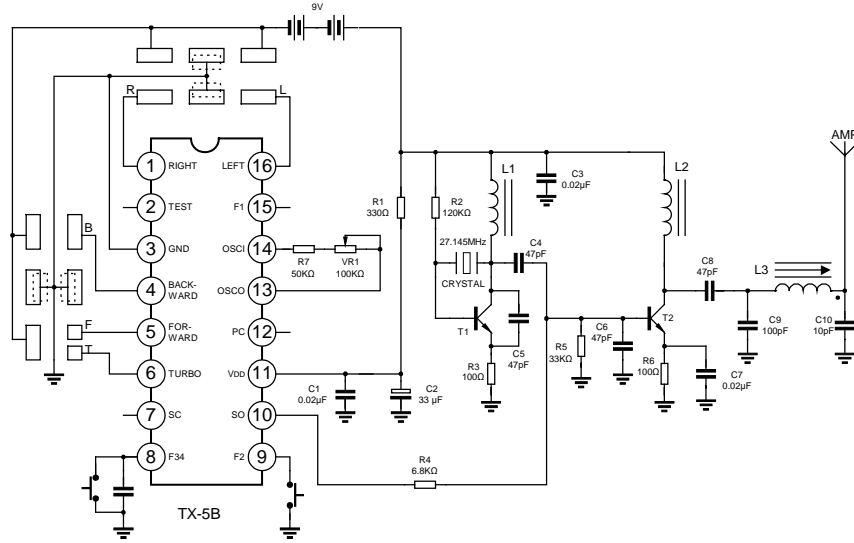 9V
R
L
1
RIGHT
LEFT
16
2
TEST
F1
15
3
GND
OSCI
14
4
BACK-
WARD
OSCO
13
5
FOR-
WARD
PC
12
6
TURBO
VDD
11
7
SC
SO
10
8
F34
F2
9
TX-5B
B
F
T
R7
50KΩ
VR1
100KΩ
R1
330Ω
R2
120KΩ
C1
0.02µF
C2
33 µF
L1
27.145MHz
CRYSTAL
C3
0.02µF
C4
47pF
T1
C5
47pF
R3
100Ω
R4
6.8KΩ
R5
33KΩ
C6
47pF
L2
T2
R6
100Ω
C7
0.02µF
C8
47pF
L3
C9
100pF
C10
10pF